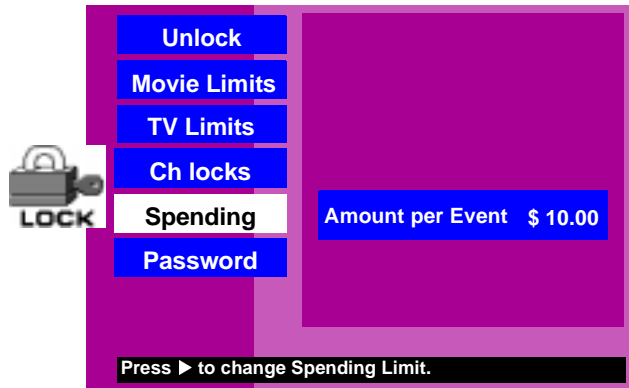 Unlock
Movie Limits
TV Limits
Ch locks
LOCK
Spending
Amount per Event $ 10.00
Password
Press ▶ to change Spending Limit.